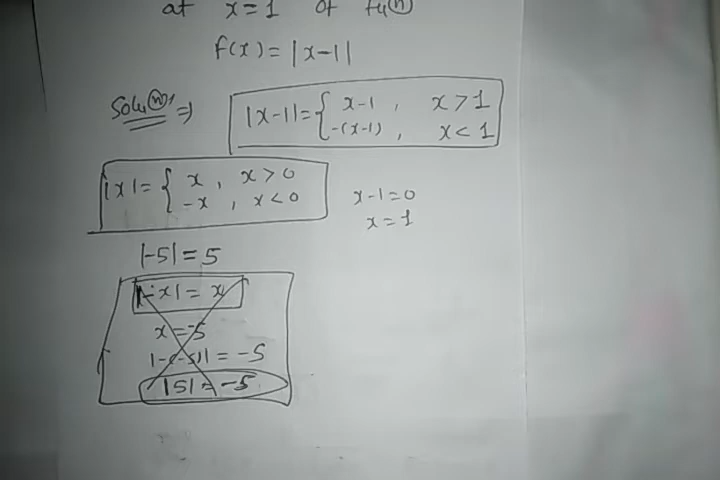 at x=1 of fu(n)
f(x)=|x-1|
Solu(n) ⇒ |x-1|= { x-1 , x>1
-(x-1) , x<1
|x|= { x , x>0
-x , x<0
x-1=0
x=1
|-5|=5
|-x|= x
x=-5
|-(-5)|=-5
|5|=-5